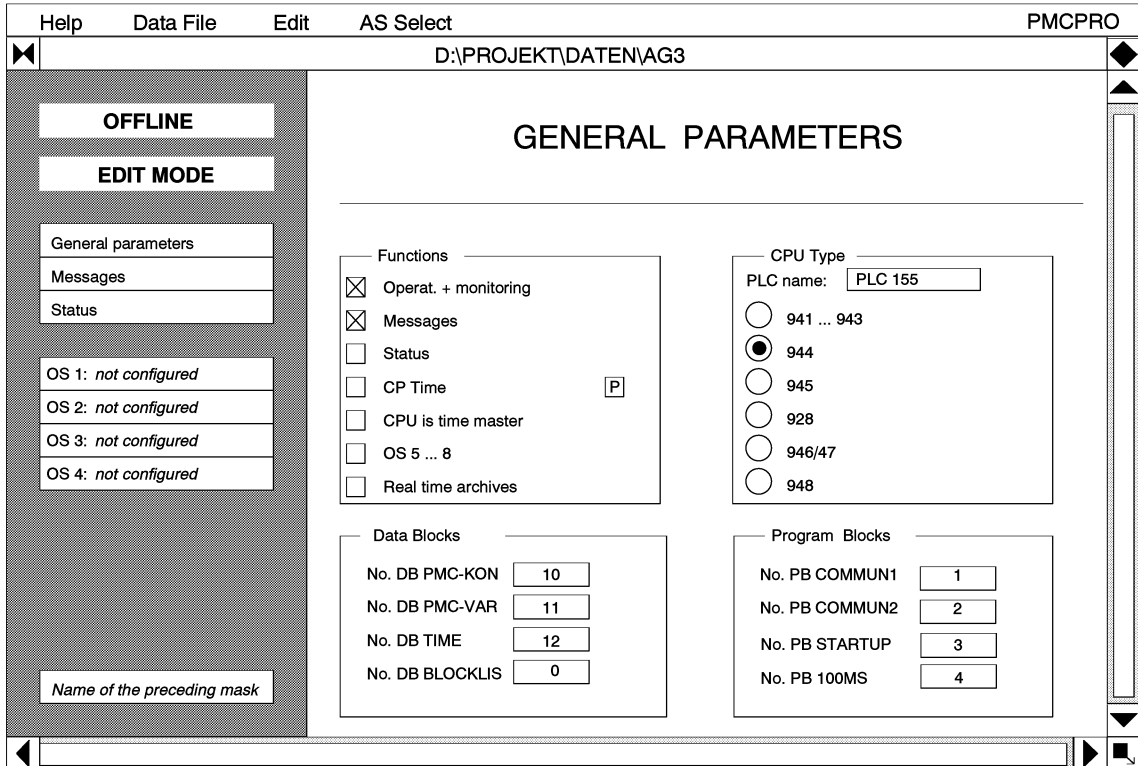 Help Data File Edit AS Select PMCPRO
D:\PROJEKT\DATEN\AG3
OFFLINE
EDIT MODE
General parameters
Messages
Status
OS 1: not configured
OS 2: not configured
OS 3: not configured
OS 4: not configured
Name of the preceding mask
GENERAL PARAMETERS
Functions
Operat. + monitoring
Messages
Status
CP Time P
CPU is time master
OS 5 ... 8
Real time archives
CPU Type
PLC name: PLC 155
941 ... 943
944
945
928
946/47
948
Data Blocks
No. DB PMC-KON 10
No. DB PMC-VAR 11
No. DB TIME 12
No. DB BLOCKLIS 0
Program Blocks
No. PB COMMUN1 1
No. PB COMMUN2 2
No. PB STARTUP 3
No. PB 100MS 4